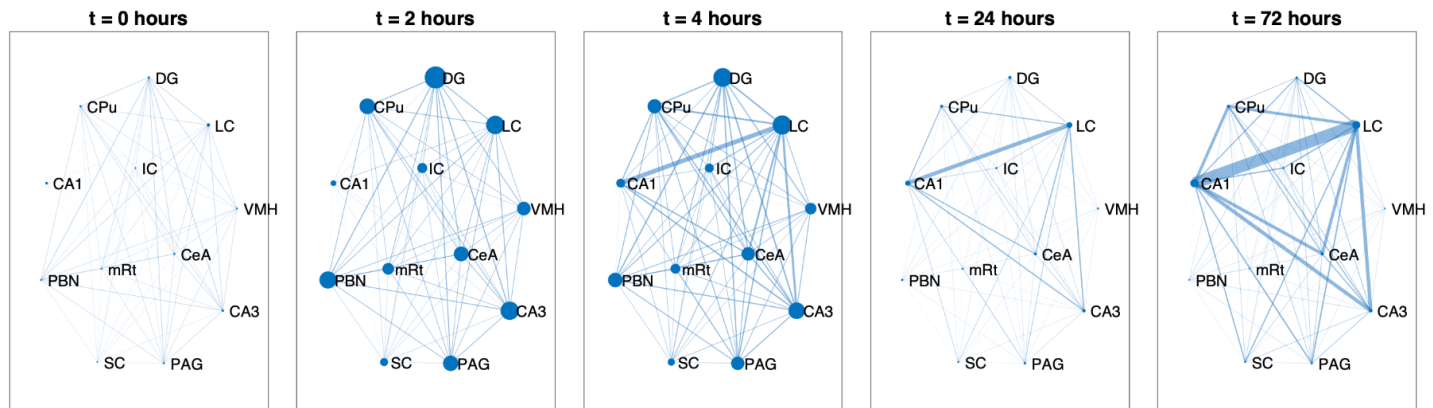 t = 0 hours
DG
CPu
LC
IC
CA1
VMH
CeA
mRt
PBN
CA3
SC
PAG
t = 2 hours
DG
CPu
LC
IC
CA1
VMH
CeA
mRt
PBN
CA3
SC
PAG
t = 4 hours
DG
CPu
LC
IC
CA1
VMH
CeA
mRt
PBN
CA3
SC
PAG
t = 24 hours
DG
CPu
LC
IC
CA1
VMH
CeA
mRt
PBN
CA3
SC
PAG
t = 72 hours
DG
CPu
LC
IC
CA1
VMH
CeA
mRt
PBN
CA3
SC
PAG